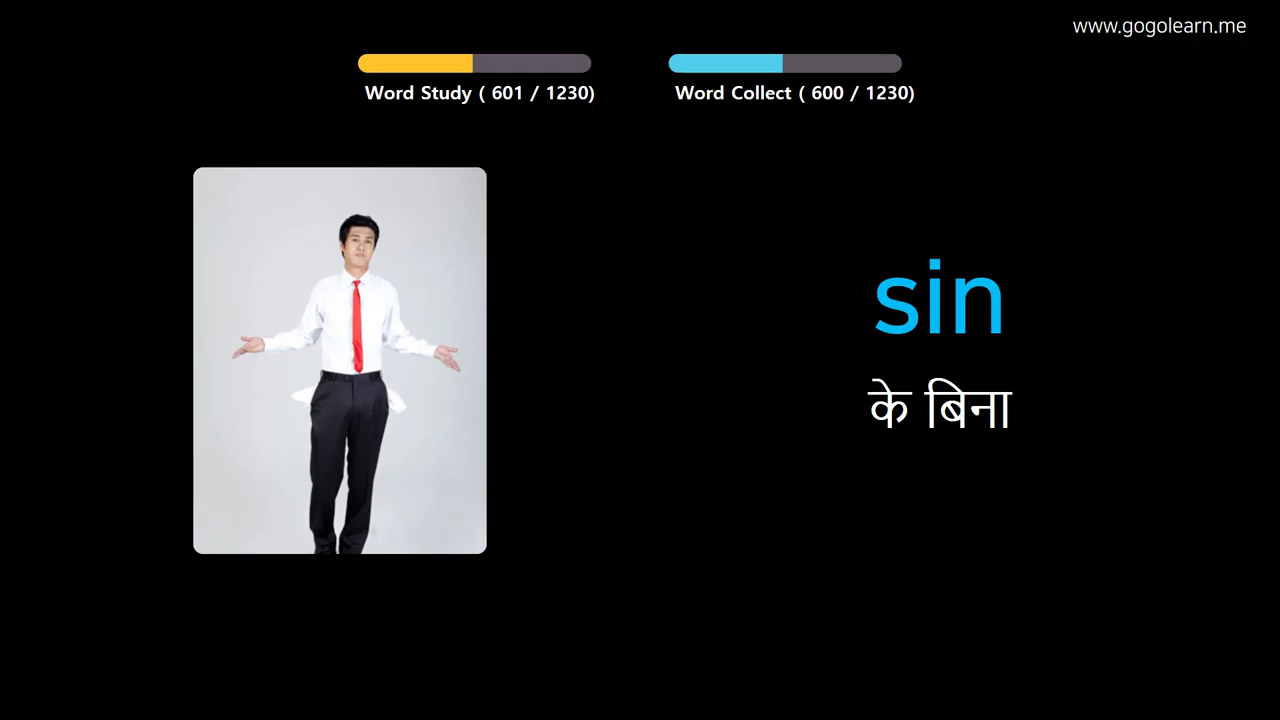 www.gogolearn.me
Word Study ( 601 / 1230)
Word Collect ( 600 / 1230)
sin
के बिना